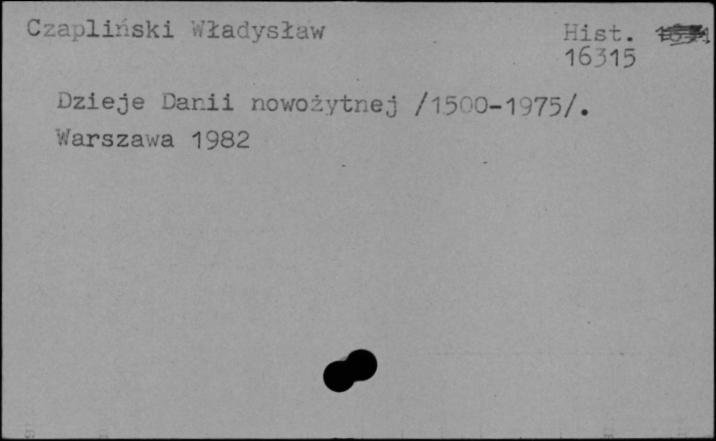 Czapliński Władysław
Hist.
16315
Dzieje Danii nowożytnej /1500-1975/.
Warszawa 1982